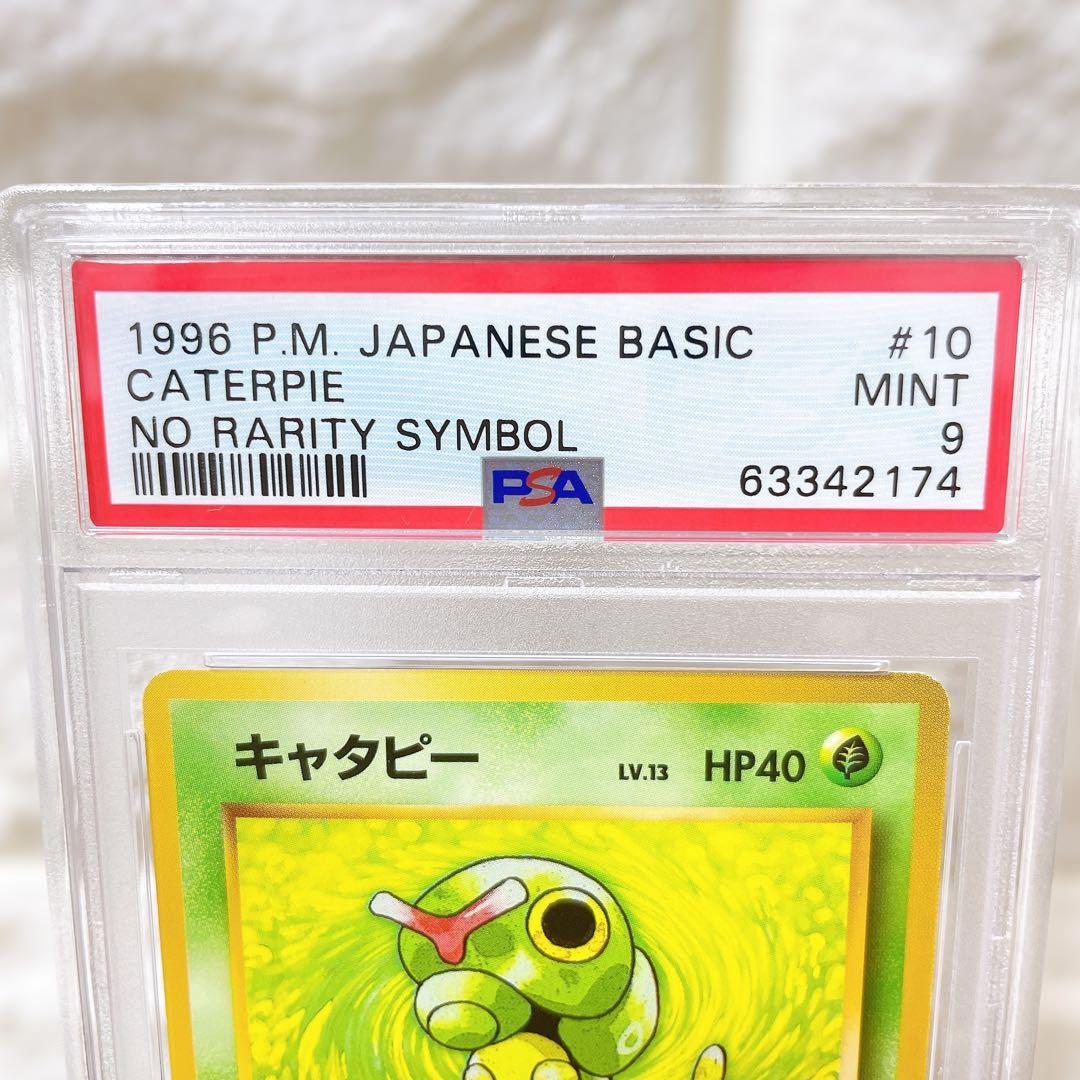 1996 P.M. JAPANESE BASIC #10
CATERPIE MINT
NO RARITY SYMBOL 9
PSA 63342174
キャタピー LV.13 HP40